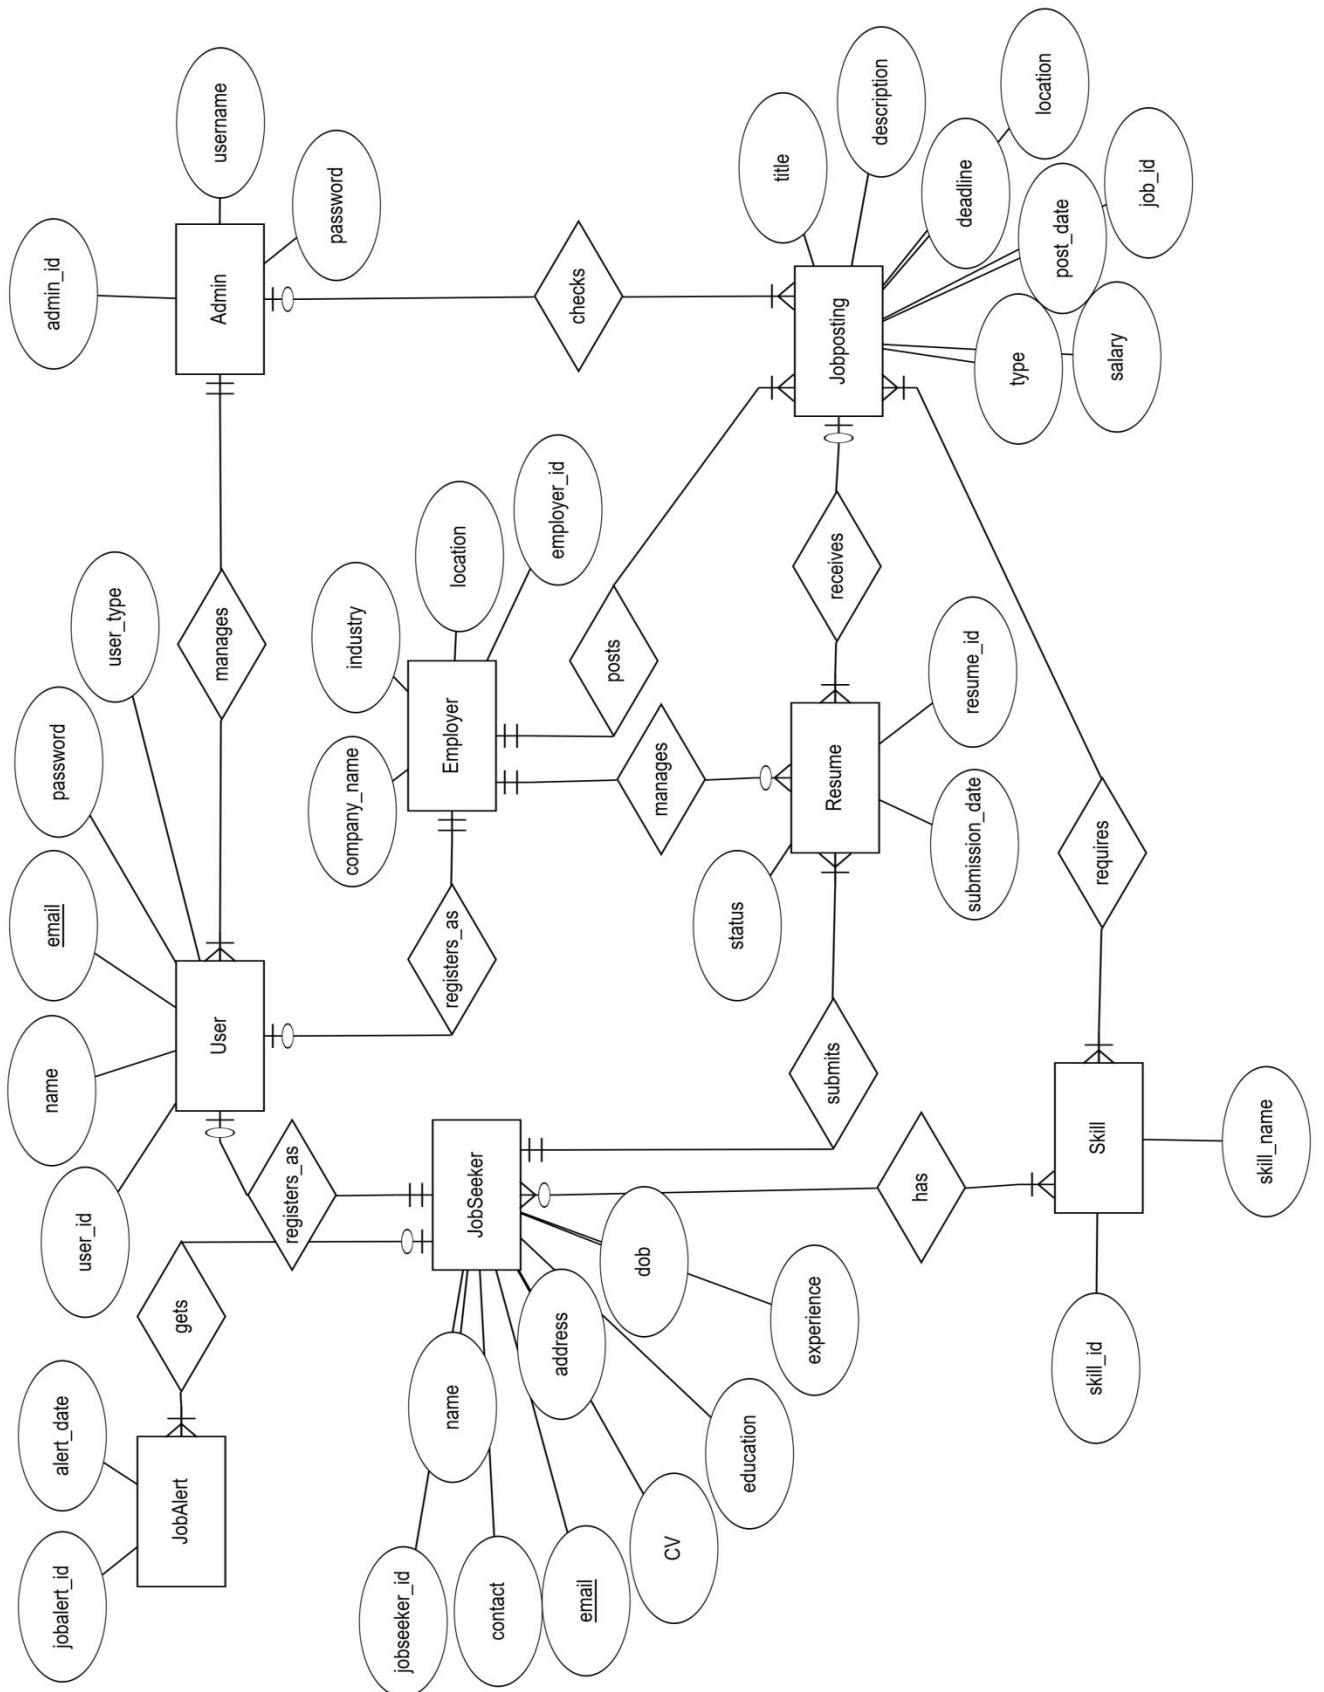 jobalert_id
alert_date
JobAlert
gets
user_id
name
email
password
user_type
User
registers_as
registers_as
manages
admin_id
username
password
Admin
jobseeker_id
name
contact
email
address
CV
dob
education
experience
JobSeeker
company_name
industry
location
employer_id
Employer
checks
posts
manages
submits
has
status
submission_date
resume_id
Resume
receives
title
description
deadline
location
post_date
job_id
type
salary
Jobposting
requires
skill_id
skill_name
Skill